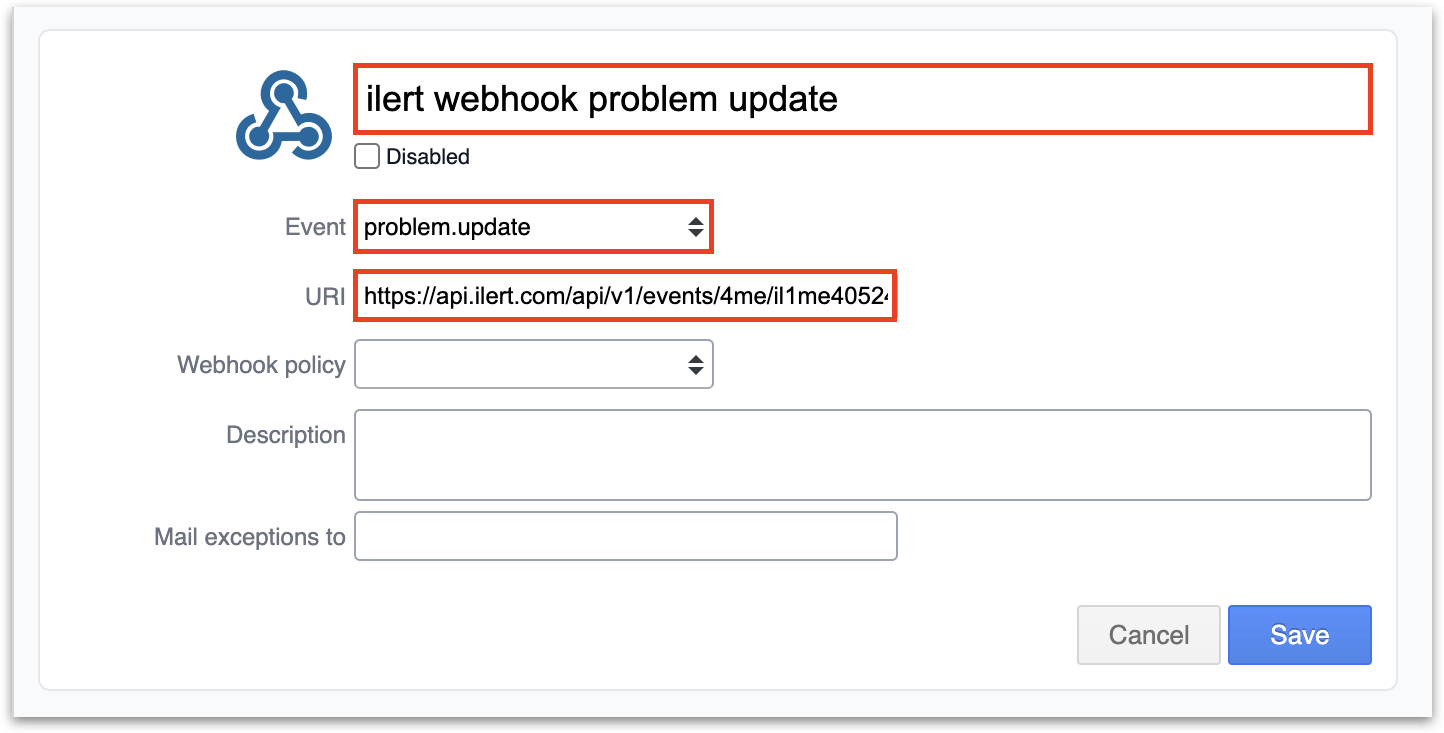 ilert webhook problem update
Disabled
Event problem.update
URI https://api.ilert.com/api/v1/events/4me/il1me4052
Webhook policy
Description
Mail exceptions to
Cancel Save